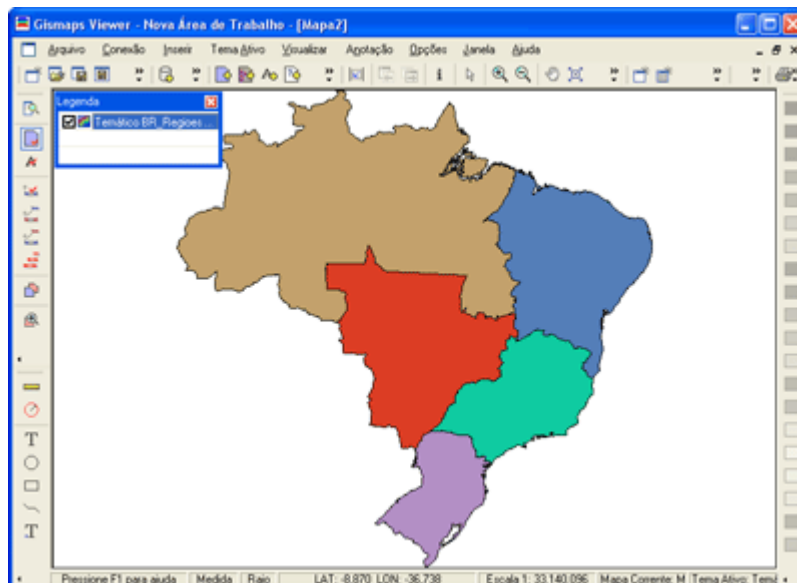 Gismaps Viewer - Nova Área de Trabalho - [Mapa2]
Arquivo Conexão Inserir Tema Ativo Visualizar Anotação Opções Janela Ajuda
Legenda
Temático BR_Regioes ...
Pressione F1 para ajuda Medida Raio LAT: -8,870 LON: -36,738 Escala 1: 33.140.096 Mapa Corrente: M Tema Ativo: Temá